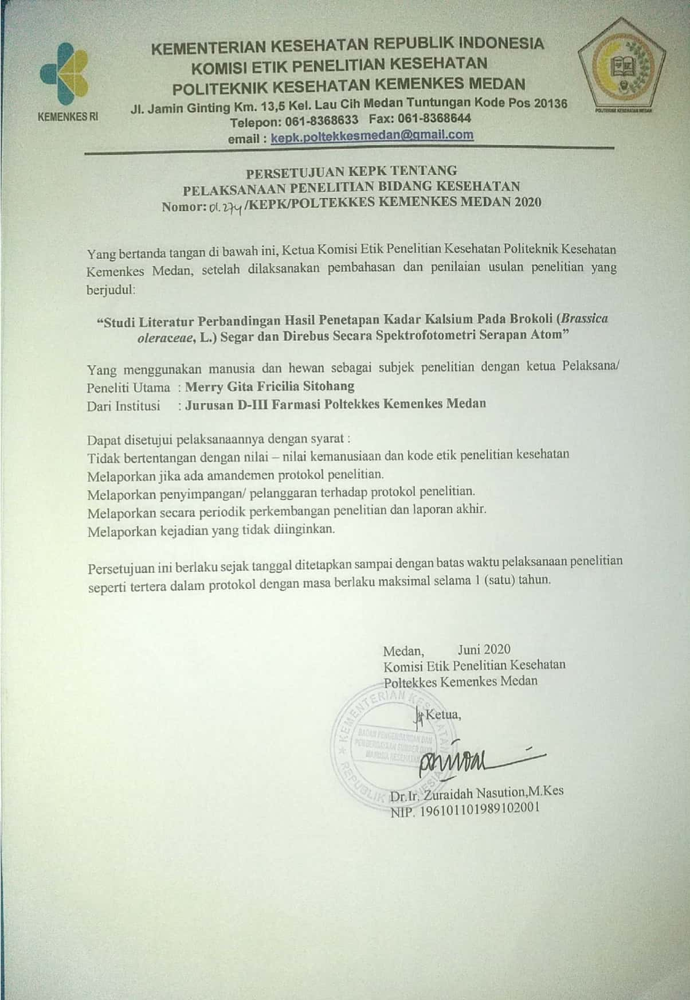 KEMENTERIAN KESEHATAN REPUBLIK INDONESIA
KOMISI ETIK PENELITIAN KESEHATAN
POLITEKNIK KESEHATAN KEMENKES MEDAN
Jl. Jamin Ginting Km. 13,5 Kel. Lau Cih Medan Tuntungan Kode Pos 20136
Telepon: 061-8368633 Fax: 061-8368644
email : kepk.poltekkesmedan@gmail.com
KEMENKES RI
POLITEKNIK KESEHATAN MEDAN
PERSETUJUAN KEPK TENTANG
PELAKSANAAN PENELITIAN BIDANG KESEHATAN
Nomor: 01.274/KEPK/POLTEKKES KEMENKES MEDAN 2020
Yang bertanda tangan di bawah ini, Ketua Komisi Etik Penelitian Kesehatan Politeknik Kesehatan
Kemenkes Medan, setelah dilaksanakan pembahasan dan penilaian usulan penelitian yang
berjudul:
“Studi Literatur Perbandingan Hasil Penetapan Kadar Kalsium Pada Brokoli (Brassica
oleraceae, L.) Segar dan Direbus Secara Spektrofotometri Serapan Atom”
Yang menggunakan manusia dan hewan sebagai subjek penelitian dengan ketua Pelaksana/
Peneliti Utama : Merry Gita Fricilia Sitohang
Dari Institusi : Jurusan D-III Farmasi Poltekkes Kemenkes Medan
Dapat disetujui pelaksanaannya dengan syarat :
Tidak bertentangan dengan nilai – nilai kemanusiaan dan kode etik penelitian kesehatan
Melaporkan jika ada amandemen protokol penelitian.
Melaporkan penyimpangan/ pelanggaran terhadap protokol penelitian.
Melaporkan secara periodik perkembangan penelitian dan laporan akhir.
Melaporkan kejadian yang tidak diinginkan.
Persetujuan ini berlaku sejak tanggal ditetapkan sampai dengan batas waktu pelaksanaan penelitian
seperti tertera dalam protokol dengan masa berlaku maksimal selama 1 (satu) tahun.
Medan, Juni 2020
Komisi Etik Penelitian Kesehatan
Poltekkes Kemenkes Medan
Ketua,
KEMENTERIAN KESEHATAN
BADAN PENGEMBANGAN DAN
PEMBERDAYAAN SUMBER DAYA
MANUSIA KESEHATAN
REPUBLIK INDONESIA
Dr.Ir. Zuraidah Nasution,M.Kes
NIP. 196101101989102001